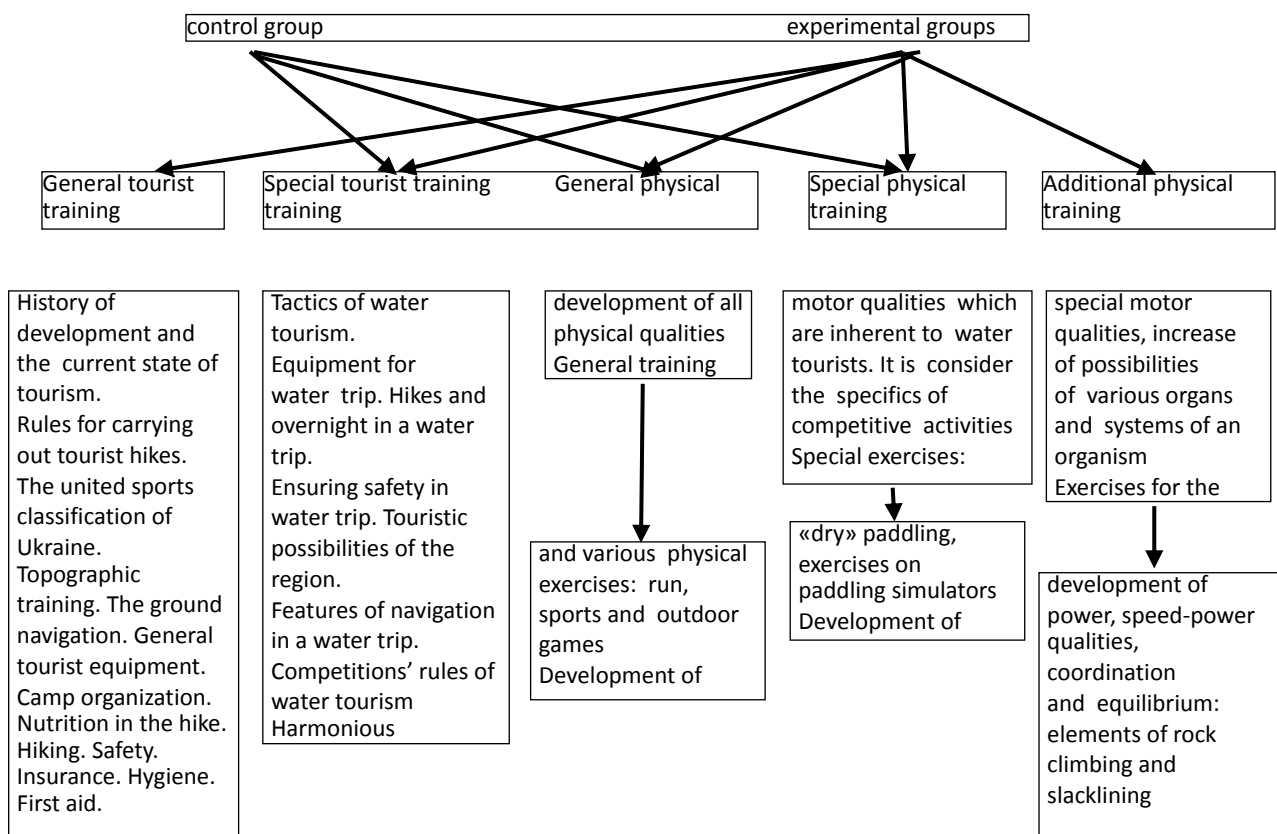 control group experimental groups
General tourist
training
Special tourist training General physical
training
Special physical
training
Additional physical
training
History of
development and
the current state of
tourism.
Rules for carrying
out tourist hikes.
The united sports
classification of
Ukraine.
Topographic
training. The ground
navigation. General
tourist equipment.
Camp organization.
Nutrition in the hike.
Hiking. Safety.
Insurance. Hygiene.
First aid.
Tactics of water
tourism.
Equipment for
water trip. Hikes and
overnight in a water
trip.
Ensuring safety in
water trip. Touristic
possibilities of the
region.
Features of navigation
in a water trip.
Competitions’ rules of
water tourism
Harmonious
development of all
physical qualities
General training
and various physical
exercises: run,
sports and outdoor
games
Development of
motor qualities which
are inherent to water
tourists. It is consider
the specifics of
competitive activities
Special exercises:
«dry» paddling,
exercises on
paddling simulators
Development of
special motor
qualities, increase
of possibilities
of various organs
and systems of an
organism
Exercises for the
development of
power, speed-power
qualities,
coordination
and equilibrium:
elements of rock
climbing and
slacklining